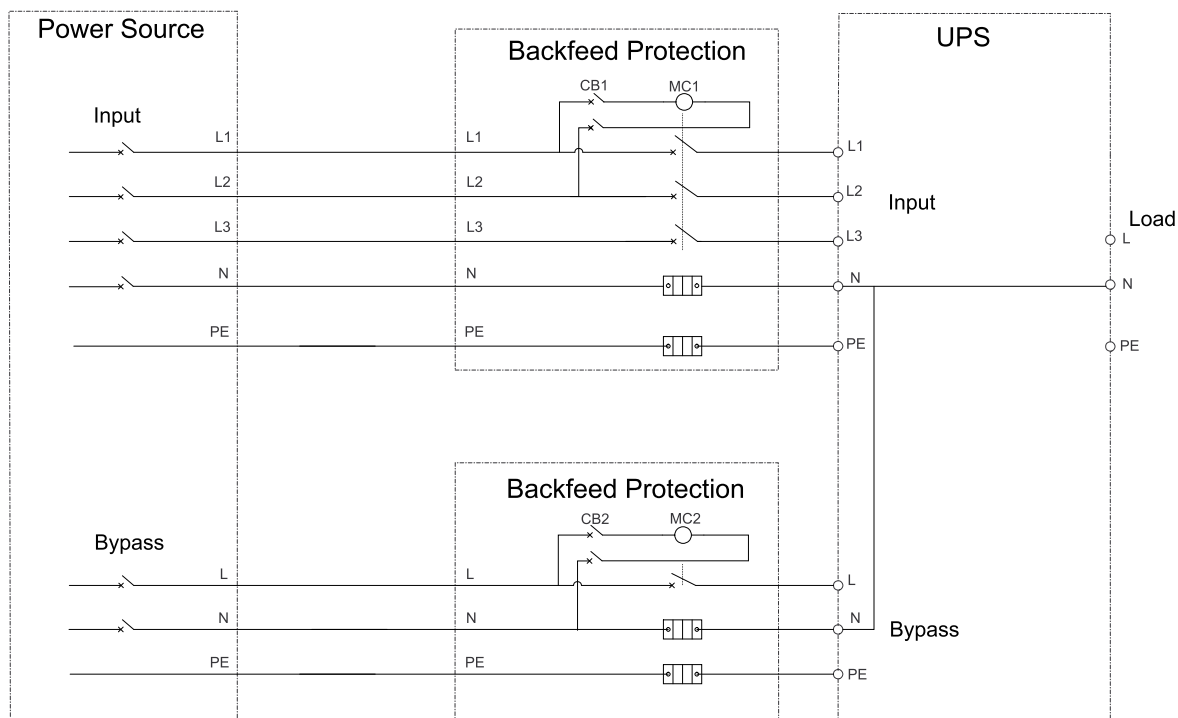 Power Source
Backfeed Protection
UPS
CB1 MC1
Input
L1 L1 L1
L2 L2 L2
Input
L3 L3 L3
Load
L
N N N N
PE PE PE PE
Backfeed Protection
CB2 MC2
Bypass
L L L
N N N
Bypass
PE PE PE